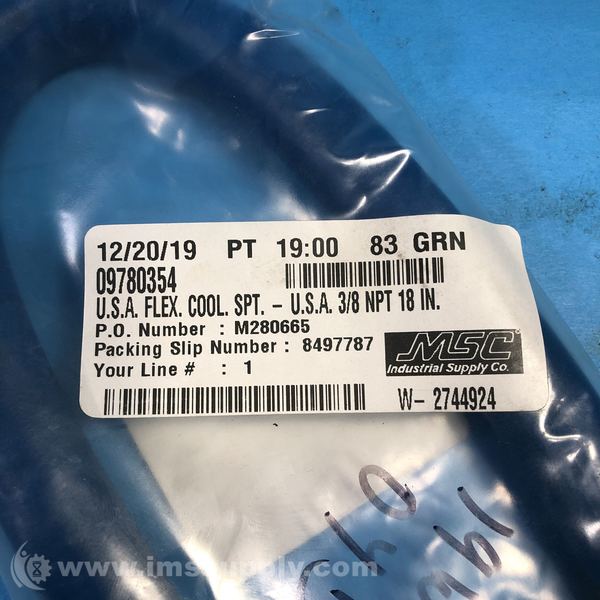 12/20/19 PT 19:00 83 GRN
09780354
U.S.A. FLEX. COOL. SPT. - U.S.A. 3/8 NPT 18 IN.
P.O. Number : M280665
Packing Slip Number : 8497787
Your Line # : 1
MSC
Industrial Supply Co.
W- 2744924
www.imssupply.com